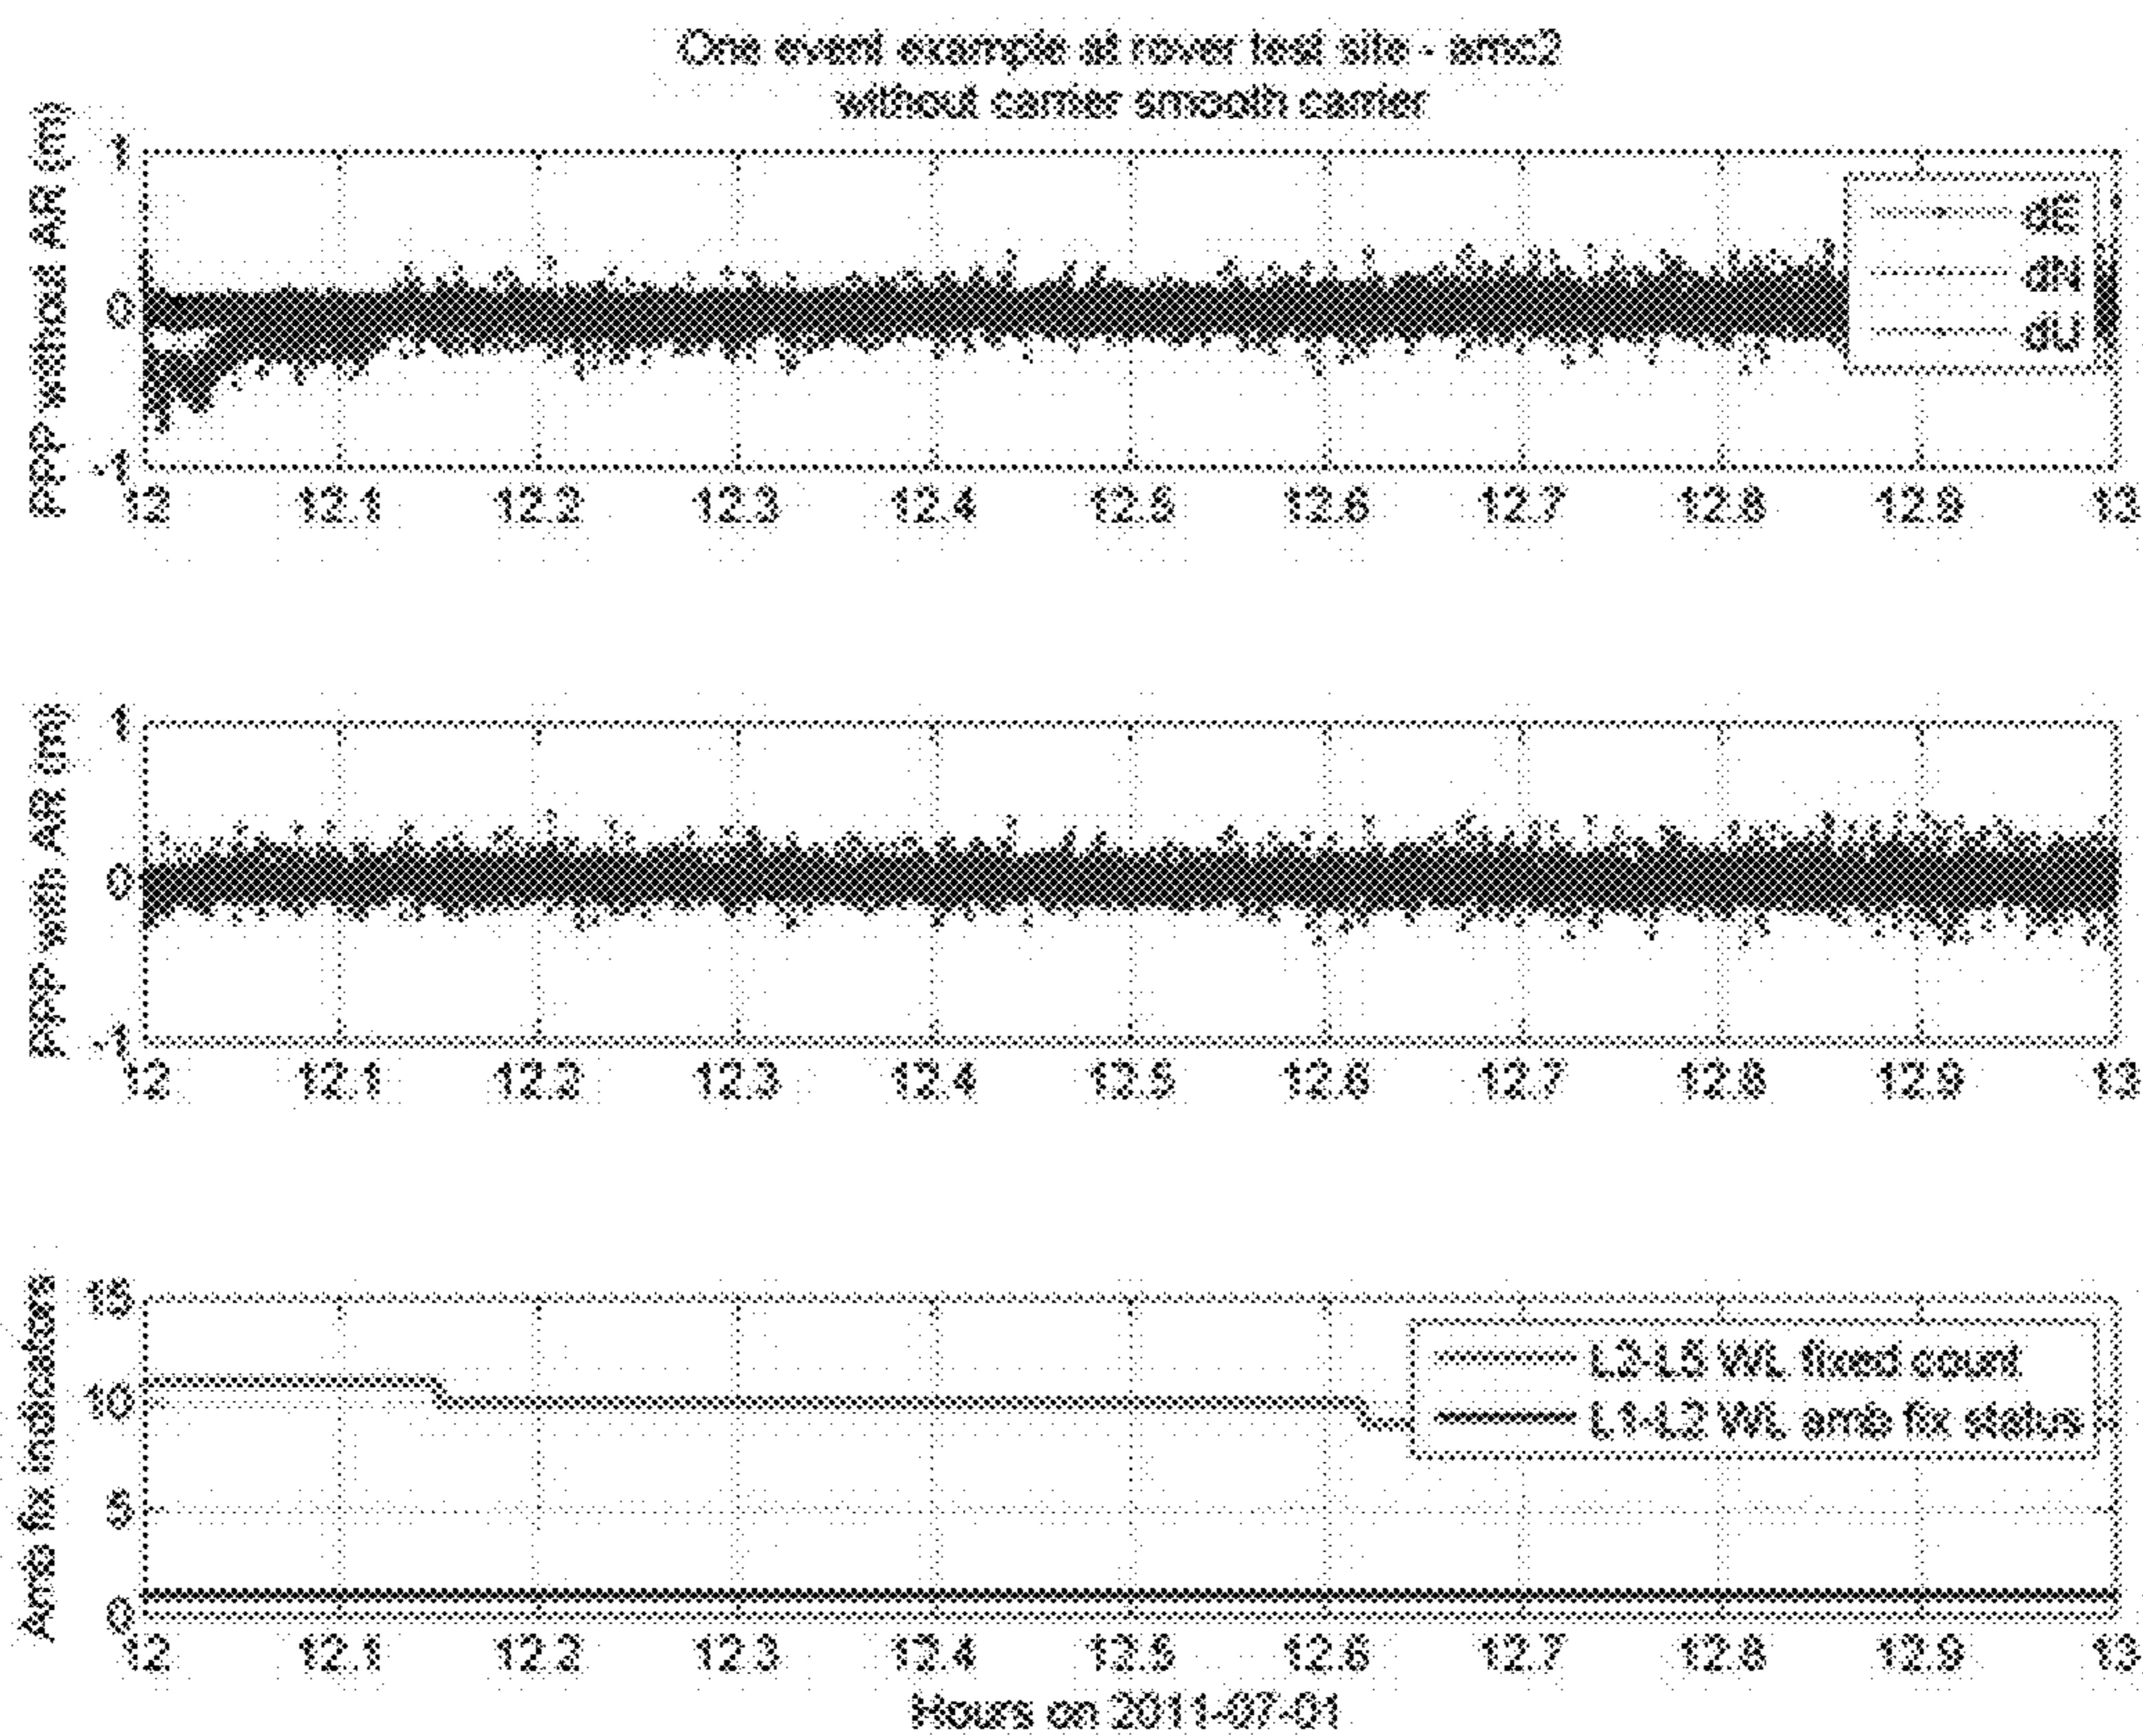 One event example at rover test site - amc2
without carrier smooth carrier
PPP without AR (m)
1
0
-1
12 12.1 12.2 12.3 12.4 12.5 12.6 12.7 12.8 12.9 13
dE
dN
dU
PPP with AR (m)
1
0
-1
12 12.1 12.2 12.3 12.4 12.5 12.6 12.7 12.8 12.9 13
Amb fix indicators
15
10
5
0
L2-L5 WL fixed count
L1-L2 WL amb fix status
12 12.1 12.2 12.3 12.4 12.5 12.6 12.7 12.8 12.9 13
Hours on 2011-07-01